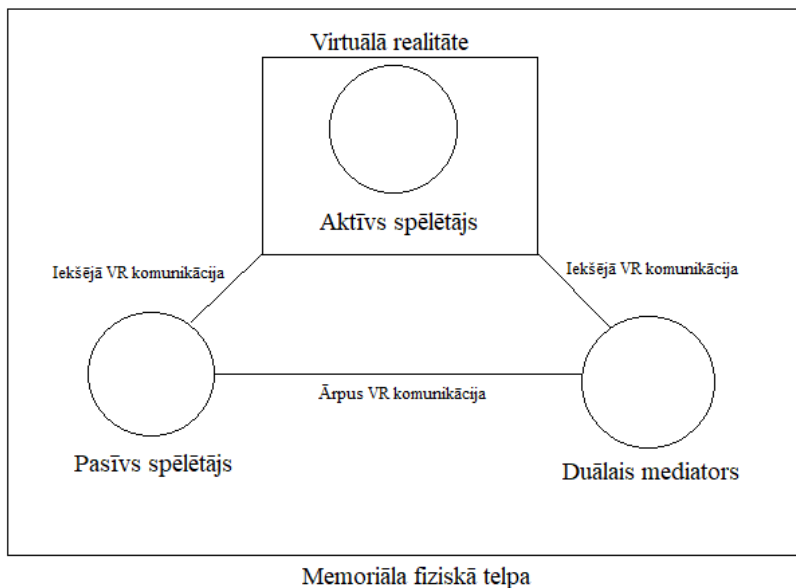 Virtuālā realitāte
Aktīvs spēlētājs
Iekšējā VR komunikācija
Iekšējā VR komunikācija
Ārpus VR komunikācija
Pasīvs spēlētājs
Duālais mediators
Memoriāla fiziskā telpa